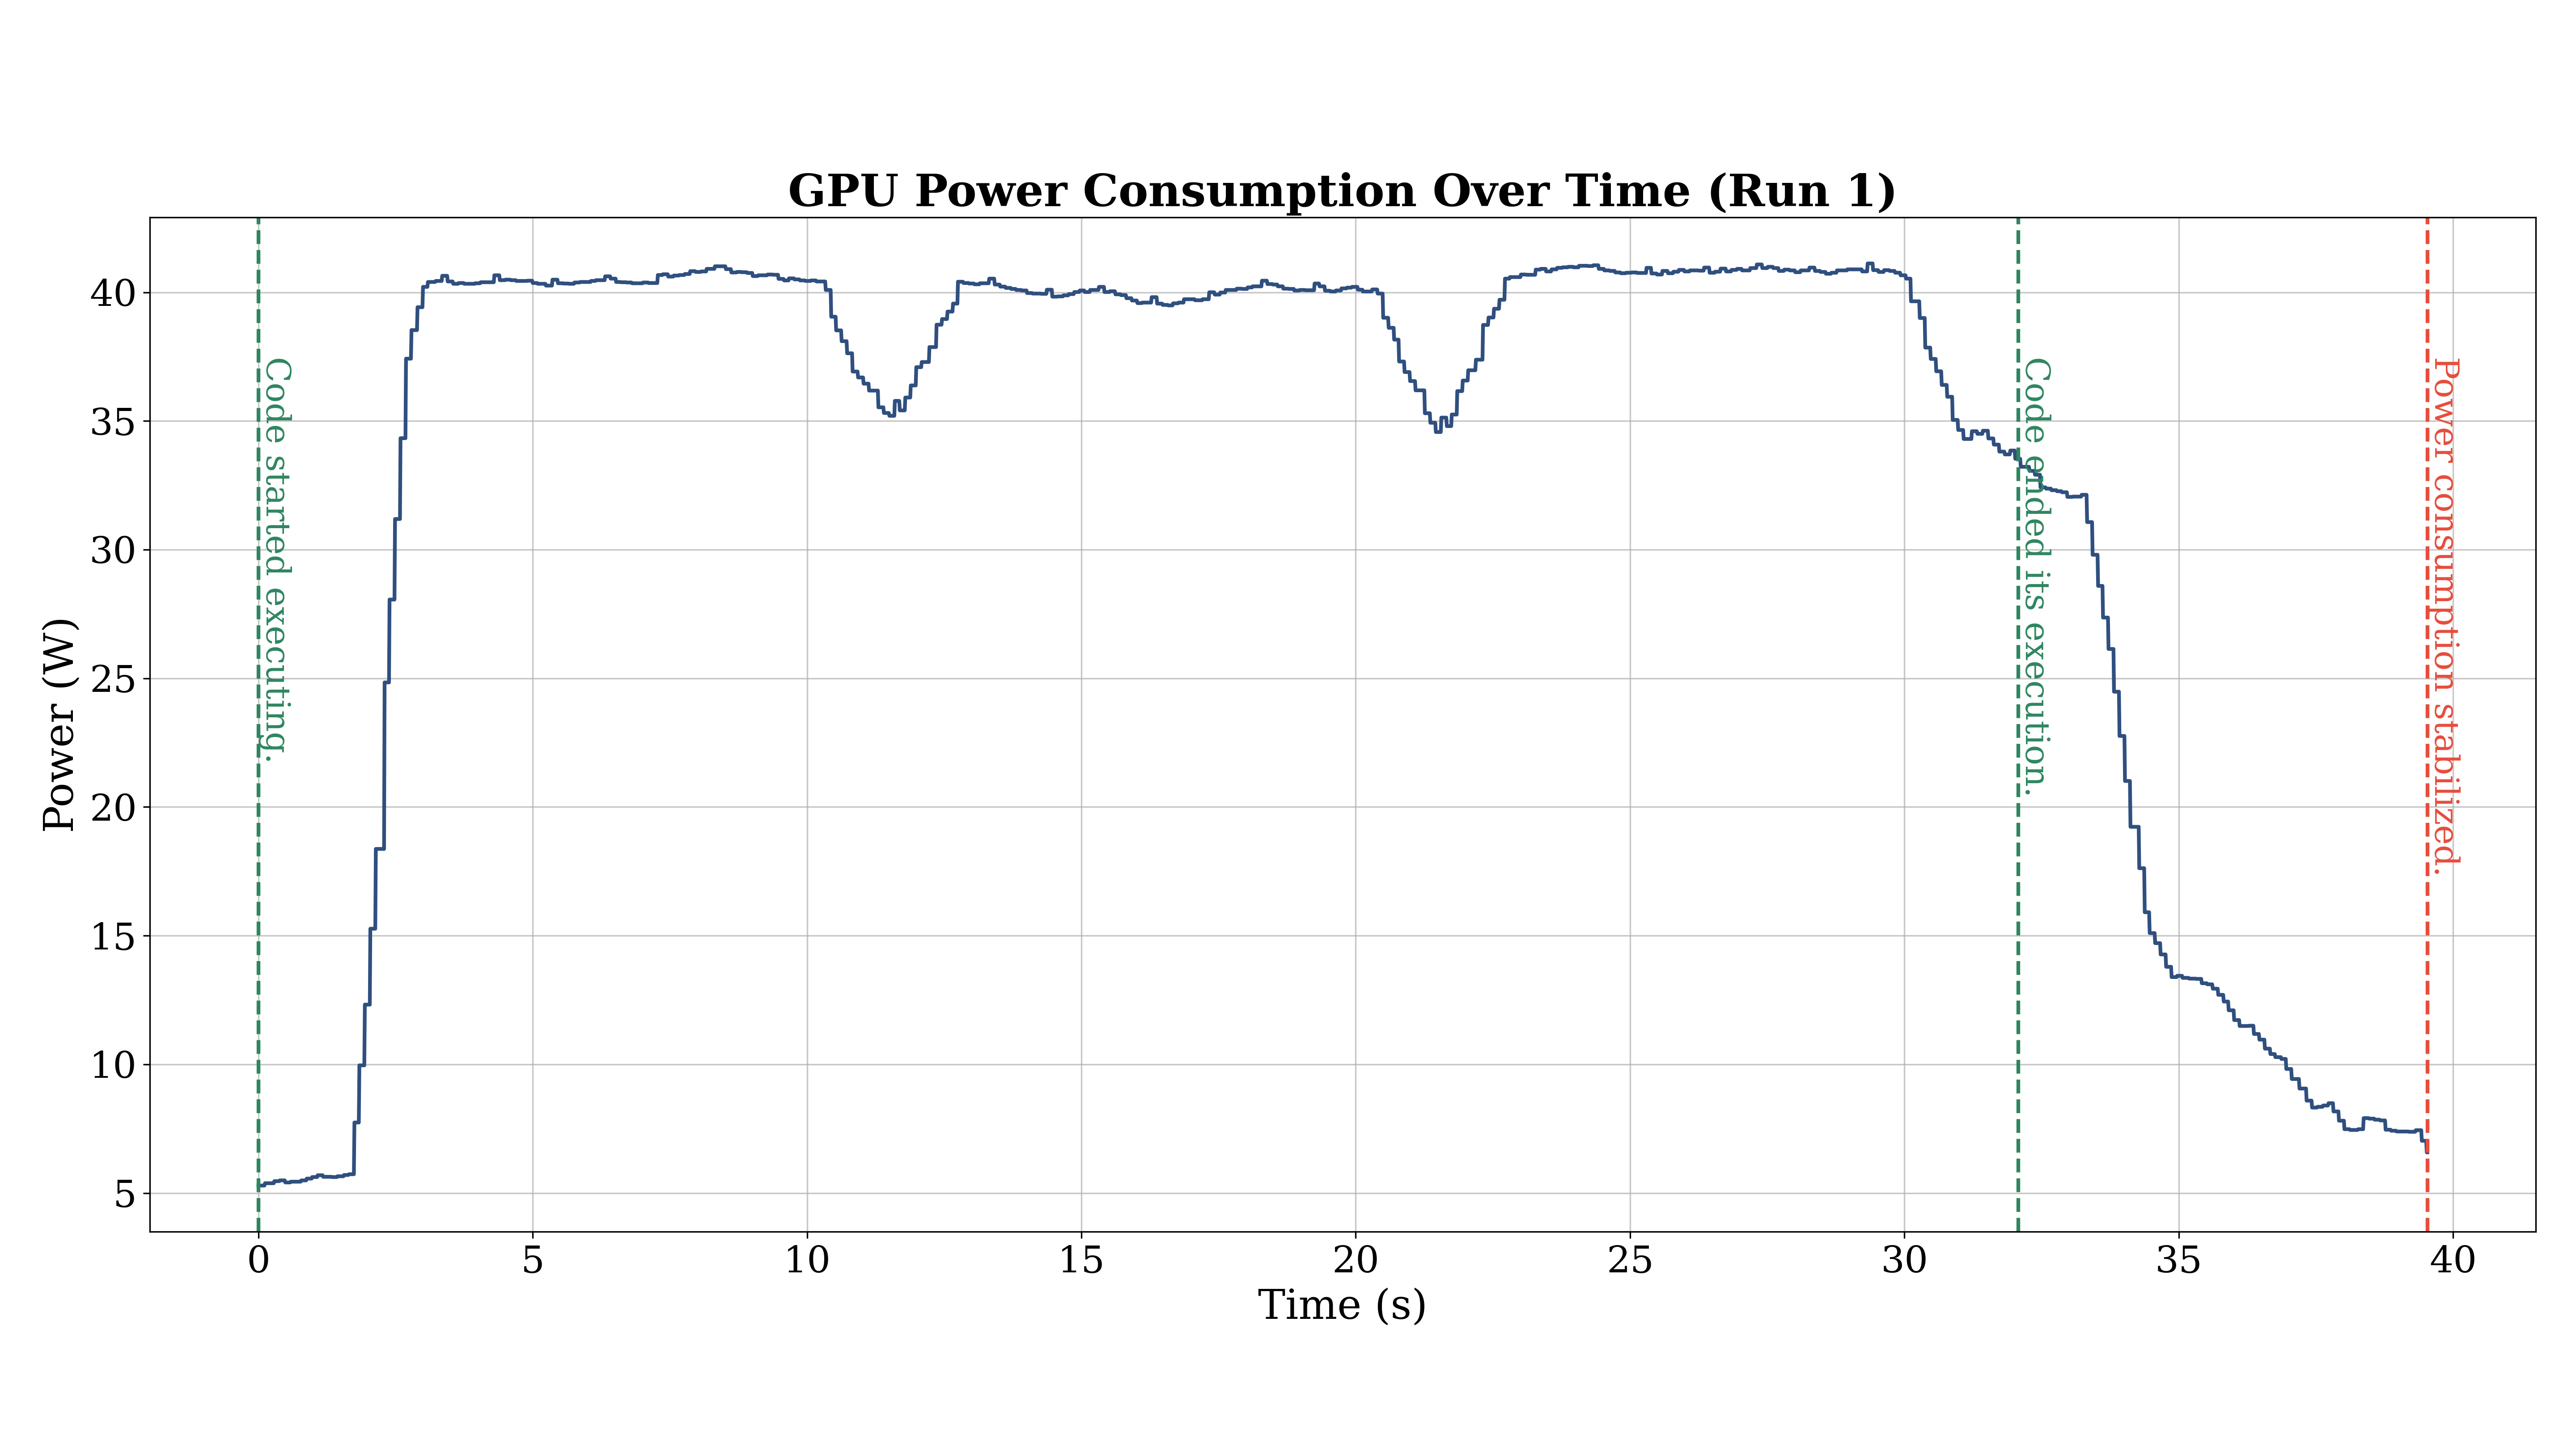 GPU Power Consumption Over Time (Run 1)
Power (W)
40
35
30
25
20
15
10
5
Code started executing.
Code ended its execution.
Power consumption stabilized.
0 5 10 15 20 25 30 35 40
Time (s)